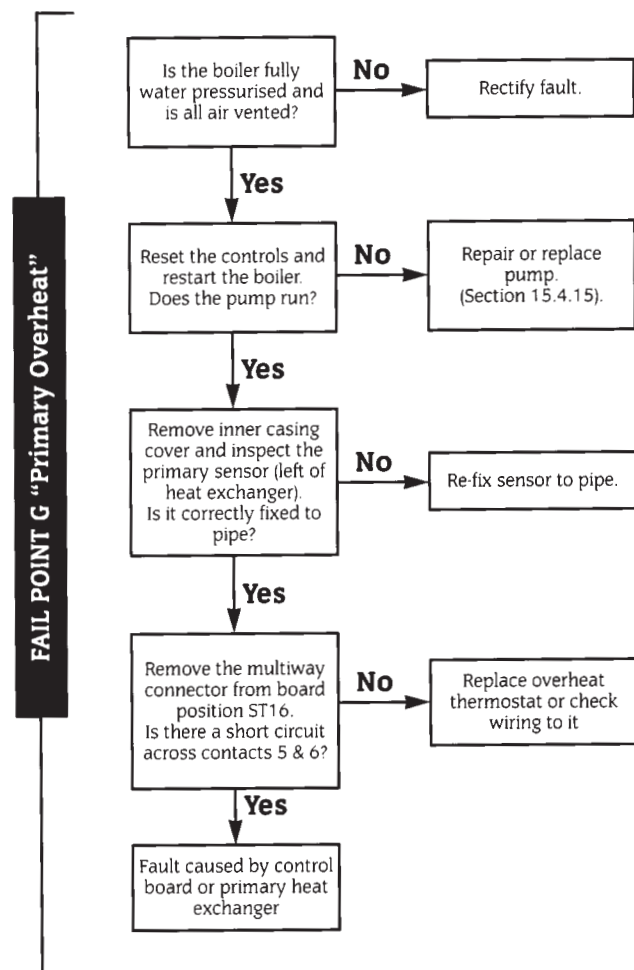 FAIL POINT G “Primary Overheat”
Is the boiler fully
water pressurised and
is all air vented?
No
Rectify fault.
Yes
Reset the controls and
restart the boiler.
Does the pump run?
No
Repair or replace
pump.
(Section 15.4.15).
Yes
Remove inner casing
cover and inspect the
primary sensor (left of
heat exchanger).
Is it correctly fixed to
pipe?
No
Re-fix sensor to pipe.
Yes
Remove the multiway
connector from board
position ST16.
Is there a short circuit
across contacts 5 & 6?
No
Replace overheat
thermostat or check
wiring to it
Yes
Fault caused by control
board or primary heat
exchanger